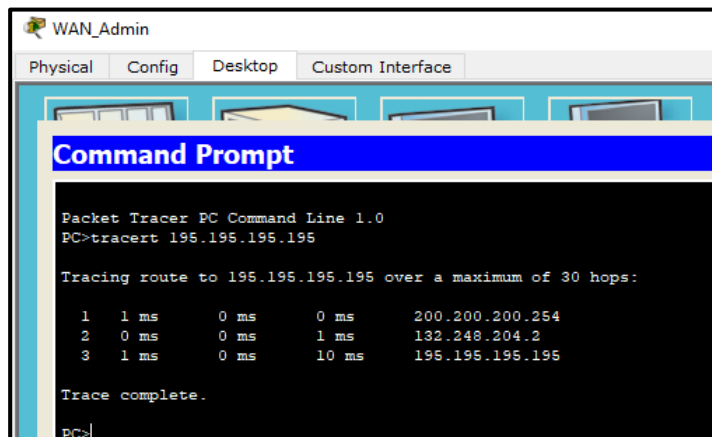 WAN_Admin
Physical Config Desktop Custom Interface
Command Prompt
Packet Tracer PC Command Line 1.0
PC>tracert 195.195.195.195
Tracing route to 195.195.195.195 over a maximum of 30 hops:
1 1 ms 0 ms 0 ms 200.200.200.254
2 0 ms 0 ms 1 ms 132.248.204.2
3 1 ms 0 ms 10 ms 195.195.195.195
Trace complete.
PC>